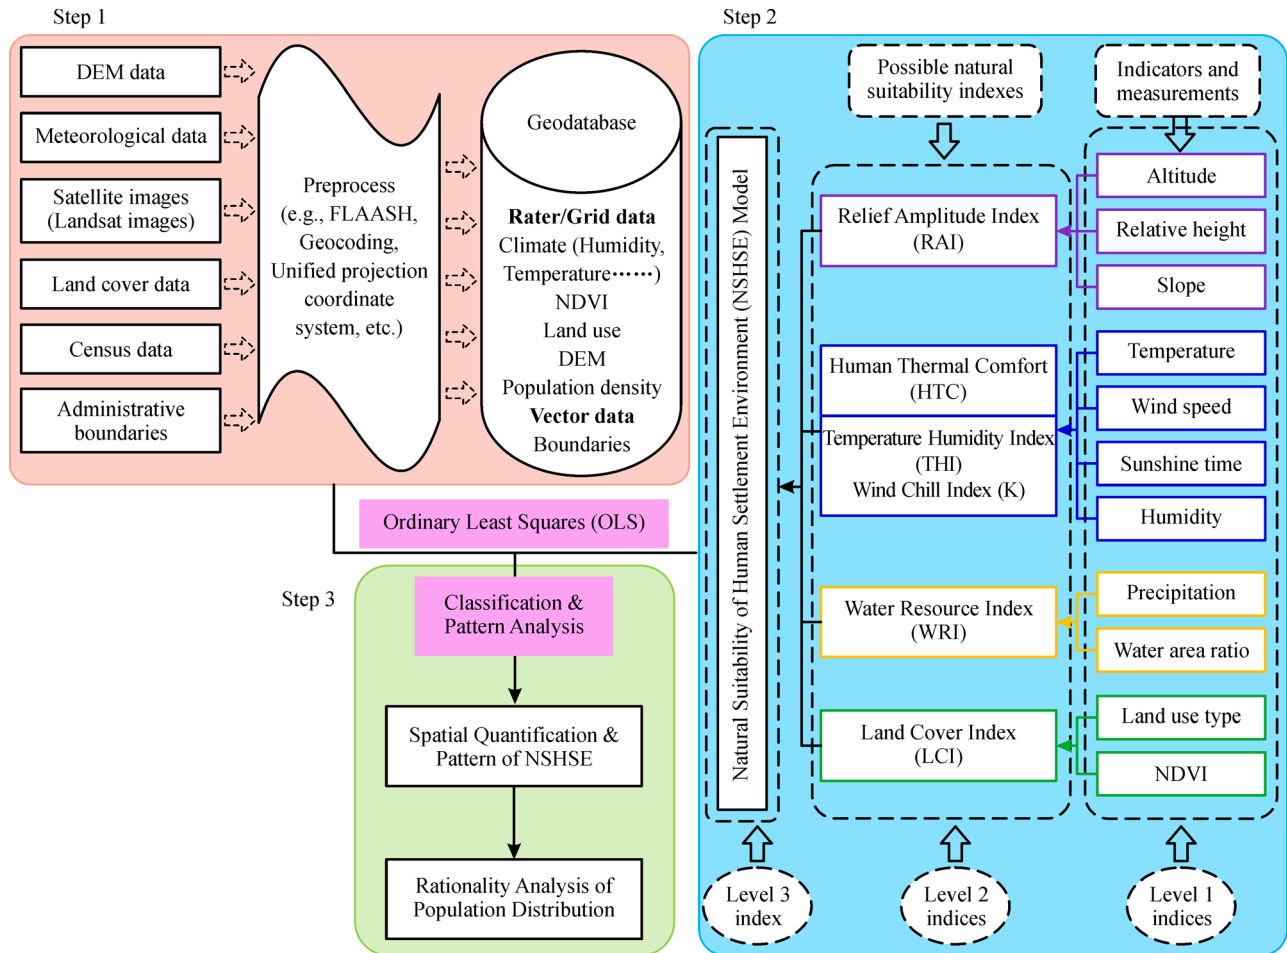 Step 1
DEM data
Meteorological data
Satellite images
(Landsat images)
Land cover data
Census data
Administrative
boundaries
Preprocess
(e.g., FLAASH,
Geocoding,
Unified projection
coordinate
system, etc.)
Geodatabase
Rater/Grid data
Climate (Humidity,
Temperature······)
NDVI
Land use
DEM
Population density
Vector data
Boundaries
Ordinary Least Squares (OLS)
Step 3
Classification &
Pattern Analysis
Spatial Quantification &
Pattern of NSHSE
Rationality Analysis of
Population Distribution
Step 2
Natural Suitability of Human Settlement Environment (NSHSE) Model
Possible natural
suitability indexes
Relief Amplitude Index
(RAI)
Human Thermal Comfort
(HTC)
Temperature Humidity Index
(THI)
Wind Chill Index (K)
Water Resource Index
(WRI)
Land Cover Index
(LCI)
Indicators and
measurements
Altitude
Relative height
Slope
Temperature
Wind speed
Sunshine time
Humidity
Precipitation
Water area ratio
Land use type
NDVI
Level 3
index
Level 2
indices
Level 1
indices